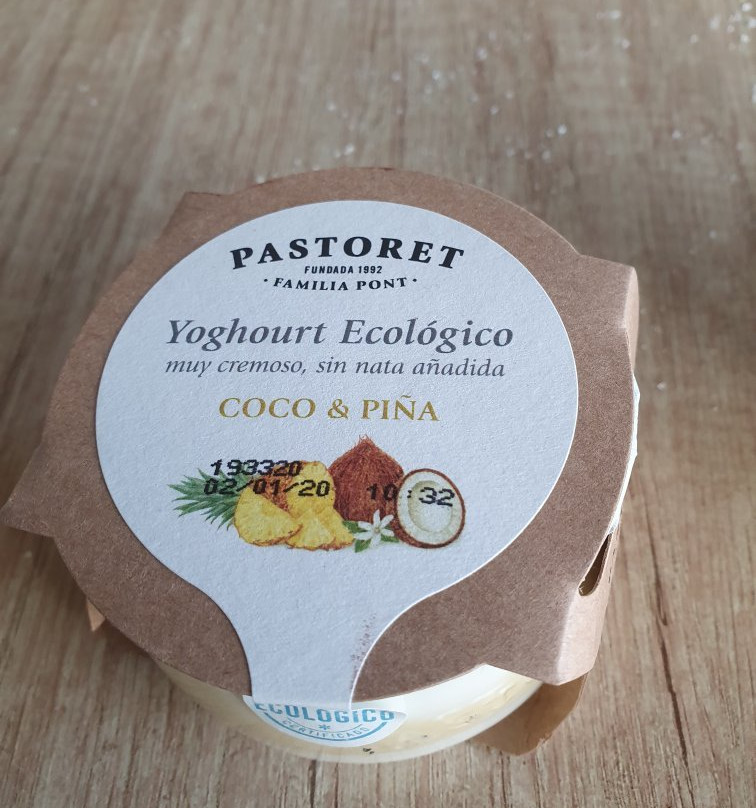 PASTORET
FUNDADA 1992
· FAMILIA PONT ·
Yoghourt Ecológico
muy cremoso, sin nata añadida
COCO & PIÑA
193320
02/01/20 10:32
ECOLÓGICO
CERTIFICADO